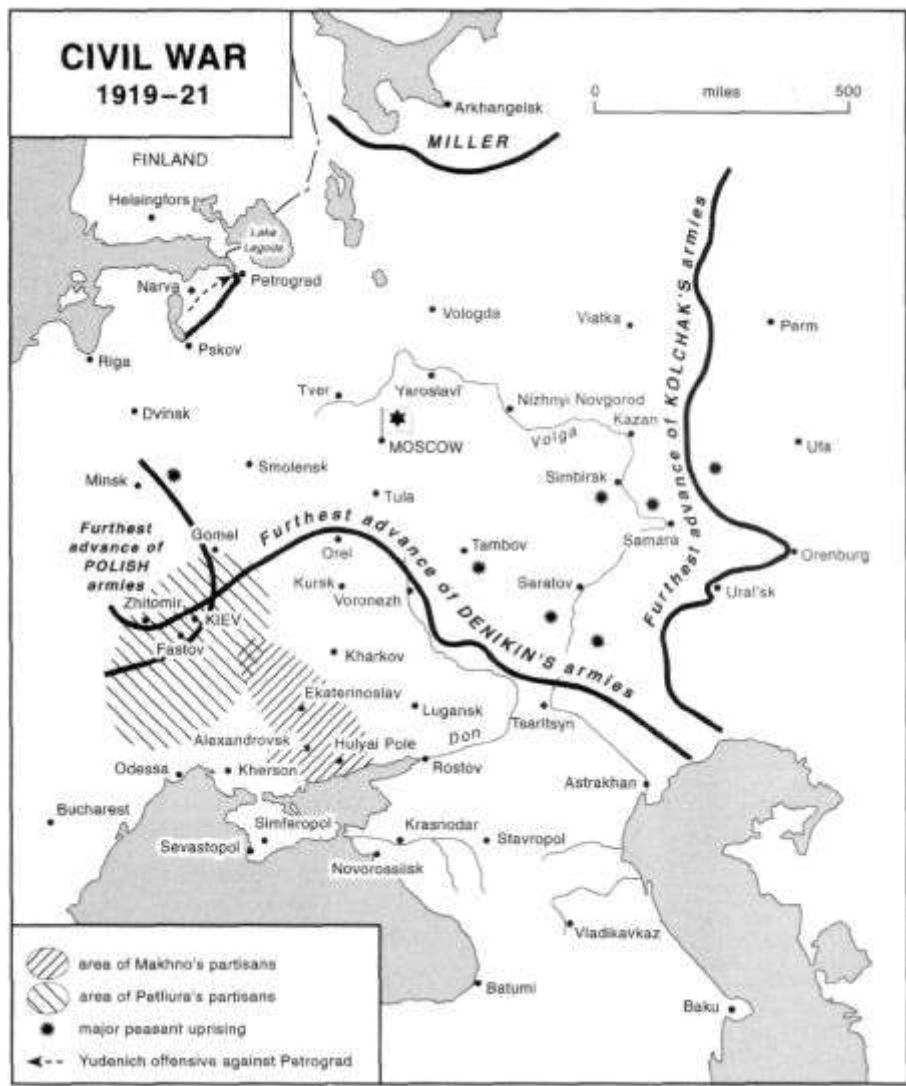 CIVIL WAR
1919–21
0 miles 500
Arkhangelsk
MILLER
FINLAND
Helsingfors
Lake
Lagoda
Petrograd
Narva
Pskov
Riga
Vologda
Viatka
Perm
Tver
Yaroslavl'
Nizhnyi Novgorod
Kazan
Volga
Dvinsk
MOSCOW
Ufa
Smolensk
Simbirsk
Minsk
Tula
Samara
Furthest
advance of
POLISH
armies
Gomel
Furthest advance of DENIKIN'S armies
Furthest advance of KOLCHAK'S armies
Orel
Tambov
Orenburg
Kursk
Voronezh
Saratov
Ural'sk
Zhitomir
KIEV
Fastov
Kharkov
Ekaterinoslav
Lugansk
Tsaritsyn
Don
Alexandrovsk
Hulyai Pole
Rostov
Odessa
Kherson
Astrakhan
Bucharest
Simferopol
Krasnodar
Stavropol
Sevastopol
Novorossiisk
Vladikavkaz
Batumi
Baku
area of Makhno's partisans
area of Petliura's partisans
major peasant uprising
Yudenich offensive against Petrograd